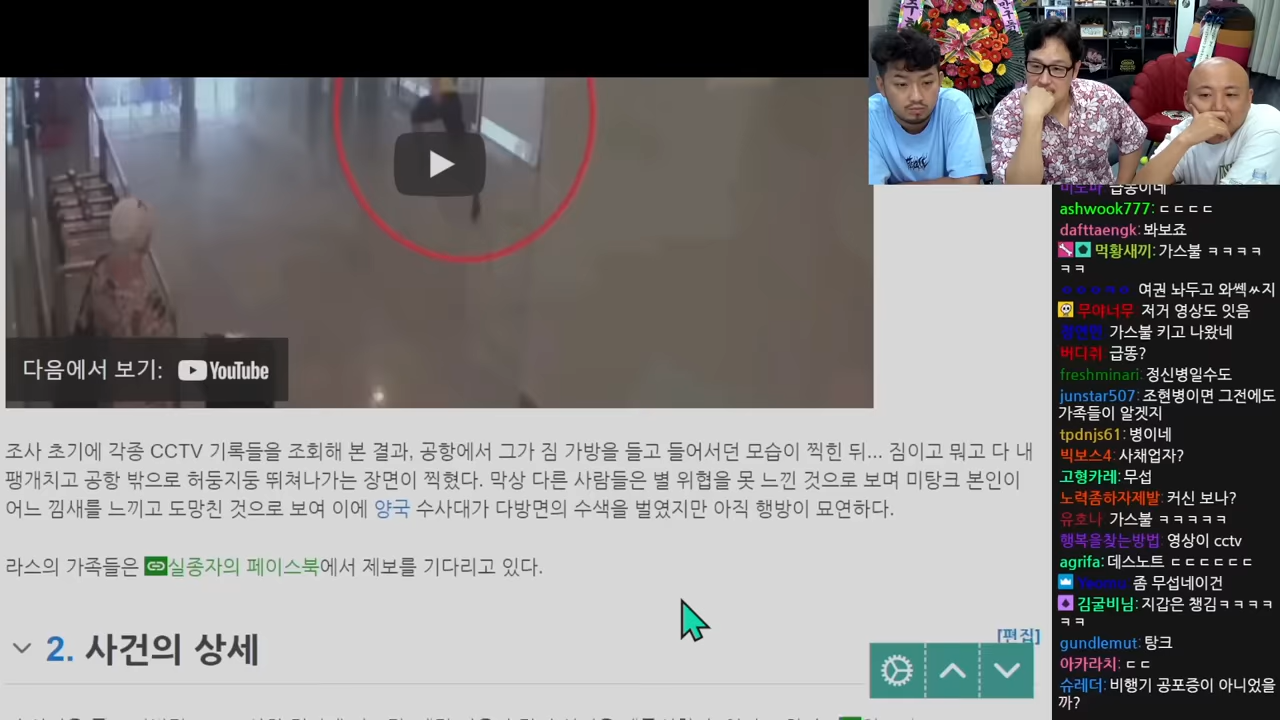 다음에서 보기: YouTube
조사 초기에 각종 CCTV 기록들을 조회해 본 결과, 공항에서 그가 짐 가방을 들고 들어서던 모습이 찍힌 뒤... 짐이고 뭐고 다 내
팽개치고 공항 밖으로 허둥지둥 뛰쳐나가는 장면이 찍혔다. 막상 다른 사람들은 별 위협을 못 느낀 것으로 보며 미탕크 본인이
어느 낌새를 느끼고 도망친 것으로 보여 이에 양국 수사대가 다방면의 수색을 벌였지만 아직 행방이 모연하다.
라스의 가족들은 실종자의 페이스북에서 제보를 기다리고 있다.
2. 사건의 상세
[편집]
급똥이네
ashwook777: ㄷㄷㄷㄷ
dafttaengk: 봐보죠
먹황새끼: 가스불 ㅋㅋㅋㅋ
ㅋㅋ
여권 놔두고 와쎅ㅆ지
무야너무 저거 영상도 잇음
가스불 키고 나왔네
버디쥐 급똥?
freshminari: 정신병일수도
junstar507: 조현병이면 그전에도
가족들이 알겟지
tpdnjs61: 병이네
빅보스4: 사채업자?
고형카레: 무섭
노력좀하자제발: 커신 보나?
유호나: 가스불 ㅋㅋㅋㅋㅋ
행복을찾는방법: 영상이 cctv
agrifa: 데스노트 ㄷㄷㄷㄷㄷㄷ
좀 무섭네이건
김굴비님: 지갑은 챙김ㅋㅋㅋㅋ
ㅋㅋ
gundlemut: 탕크
아카라치: ㄷㄷ
슈레더: 비행기 공포증이 아니었을
까?